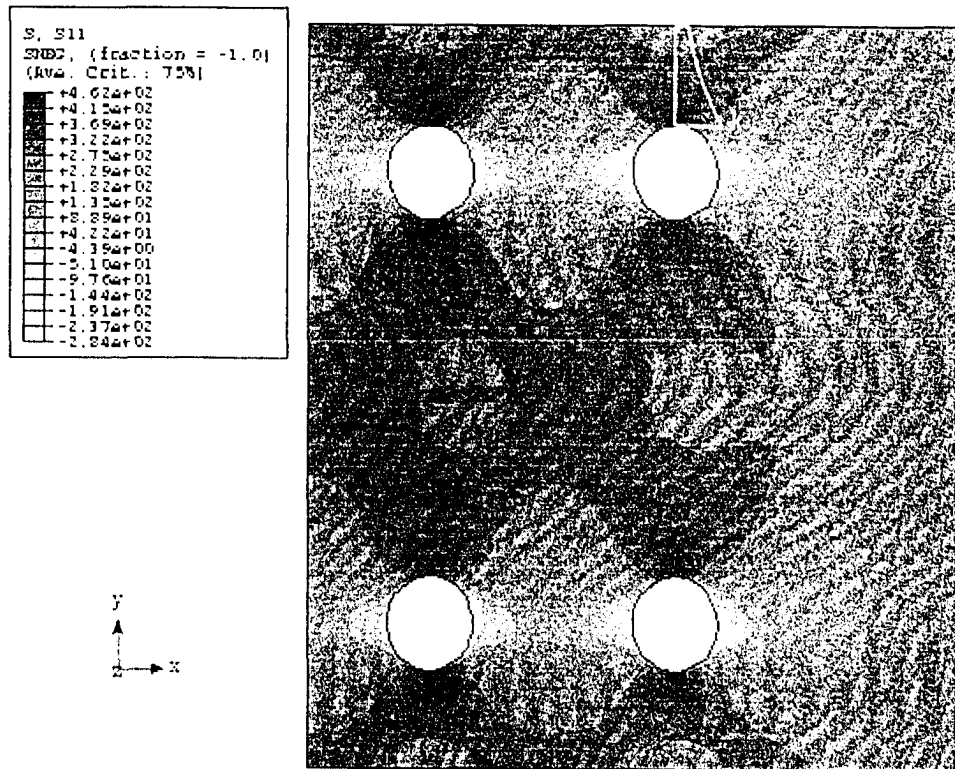 S, S11
SNEG, (fraction = -1.0)
(Ave. Crit.: 75%)
+4.62e+02
+4.15e+02
+3.69e+02
+3.22e+02
+2.75e+02
+2.29e+02
+1.82e+02
+1.35e+02
+8.89e+01
+4.22e+01
-4.39e+00
-5.10e+01
-9.76e+01
-1.44e+02
-1.91e+02
-2.37e+02
-2.84e+02
y
z x